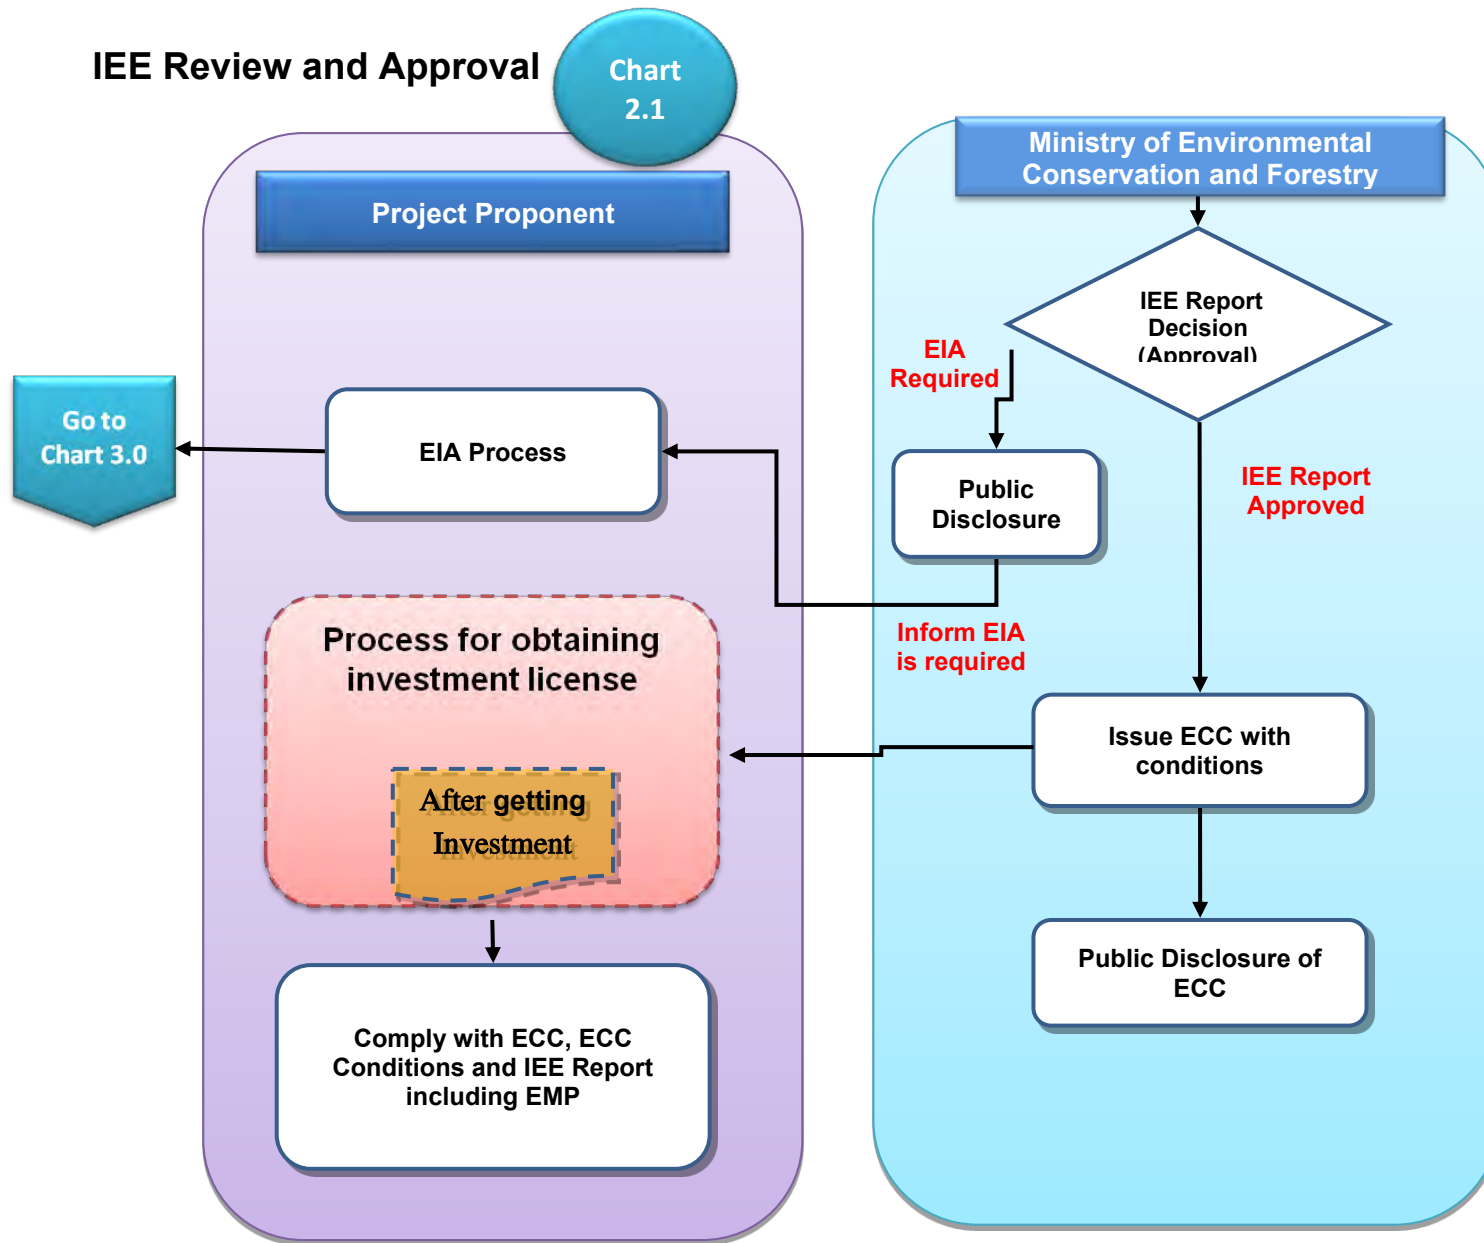 IEE Review and Approval
Chart
2.1
Project Proponent
Ministry of Environmental
Conservation and Forestry
IEE Report
Decision
(Approval)
EIA
Required
Go to
Chart 3.0
EIA Process
Public
Disclosure
IEE Report
Approved
Inform EIA
is required
Process for obtaining
investment license
After getting
Investment
Issue ECC with
conditions
Public Disclosure of
ECC
Comply with ECC, ECC
Conditions and IEE Report
including EMP